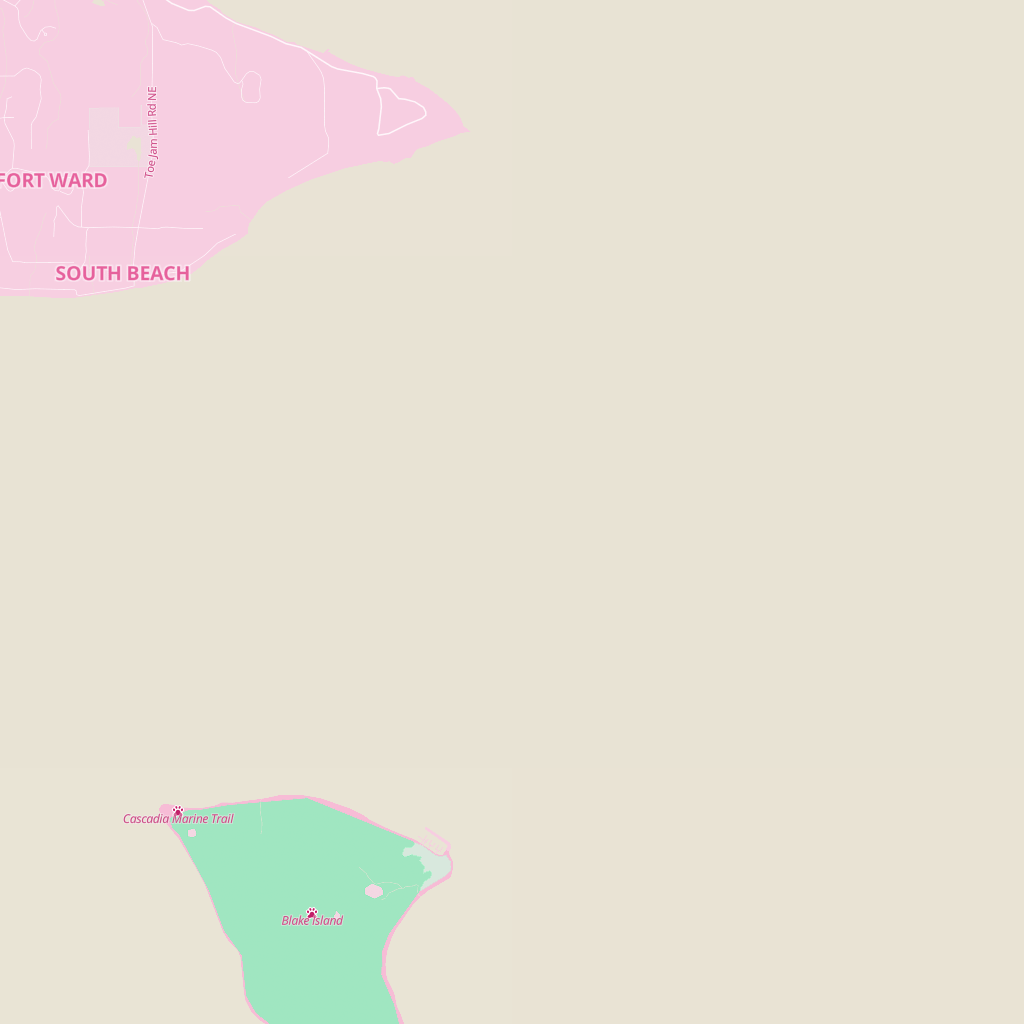 Toe Jam Hill Rd NE
FORT WARD
SOUTH BEACH
Cascadia Marine Trail
Blake Island